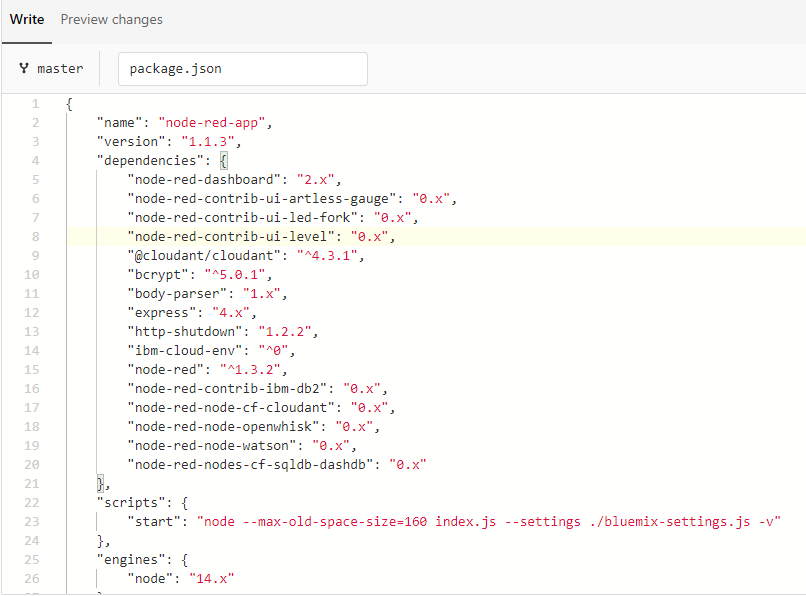 Write Preview changes
master package.json
1 {
2 "name": "node-red-app",
3 "version": "1.1.3",
4 "dependencies": {
5 "node-red-dashboard": "2.x",
6 "node-red-contrib-ui-artless-gauge": "0.x",
7 "node-red-contrib-ui-led-fork": "0.x",
8 "node-red-contrib-ui-level": "0.x",
9 "@cloudant/cloudant": "^4.3.1",
10 "bcrypt": "^5.0.1",
11 "body-parser": "1.x",
12 "express": "4.x",
13 "http-shutdown": "1.2.2",
14 "ibm-cloud-env": "^0",
15 "node-red": "^1.3.2",
16 "node-red-contrib-ibm-db2": "0.x",
17 "node-red-node-cf-cloudant": "0.x",
18 "node-red-node-openwhisk": "0.x",
19 "node-red-node-watson": "0.x",
20 "node-red-nodes-cf-sqldb-dashdb": "0.x"
21 },
22 "scripts": {
23 "start": "node --max-old-space-size=160 index.js --settings ./bluemix-settings.js -v"
24 },
25 "engines": {
26 "node": "14.x"